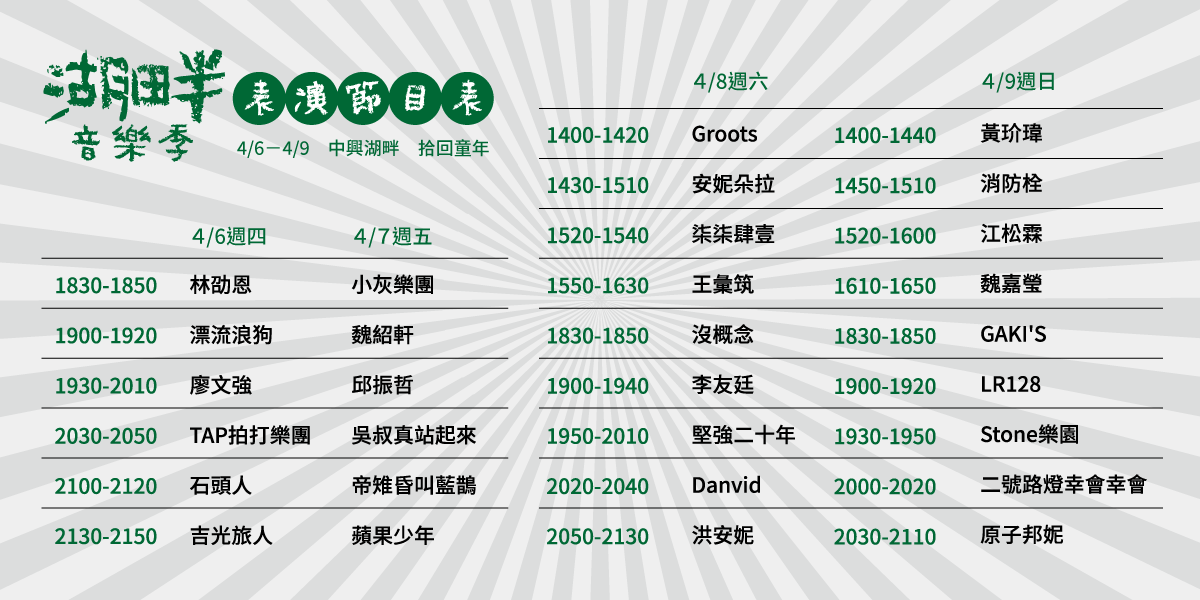 湖畔
音樂季
表演節目表
4/6－4/9 中興湖畔 拾回童年
4/6週四 4/7週五
1830-1850 林劭恩 小灰樂團
1900-1920 漂流浪狗 魏紹軒
1930-2010 廖文強 邱振哲
2030-2050 TAP拍打樂團 吳叔真站起來
2100-2120 石頭人 帝雉昏叫藍鵲
2130-2150 吉光旅人 蘋果少年
4/8週六 4/9週日
1400-1420 Groots 1400-1440 黃玠瑋
1430-1510 安妮朵拉 1450-1510 消防栓
1520-1540 柒柒肆壹 1520-1600 江松霖
1550-1630 王彙筑 1610-1650 魏嘉瑩
1830-1850 沒概念 1830-1850 GAKI'S
1900-1940 李友廷 1900-1920 LR128
1950-2010 堅強二十年 1930-1950 Stone樂園
2020-2040 Danvid 2000-2020 二號路燈幸會幸會
2050-2130 洪安妮 2030-2110 原子邦妮